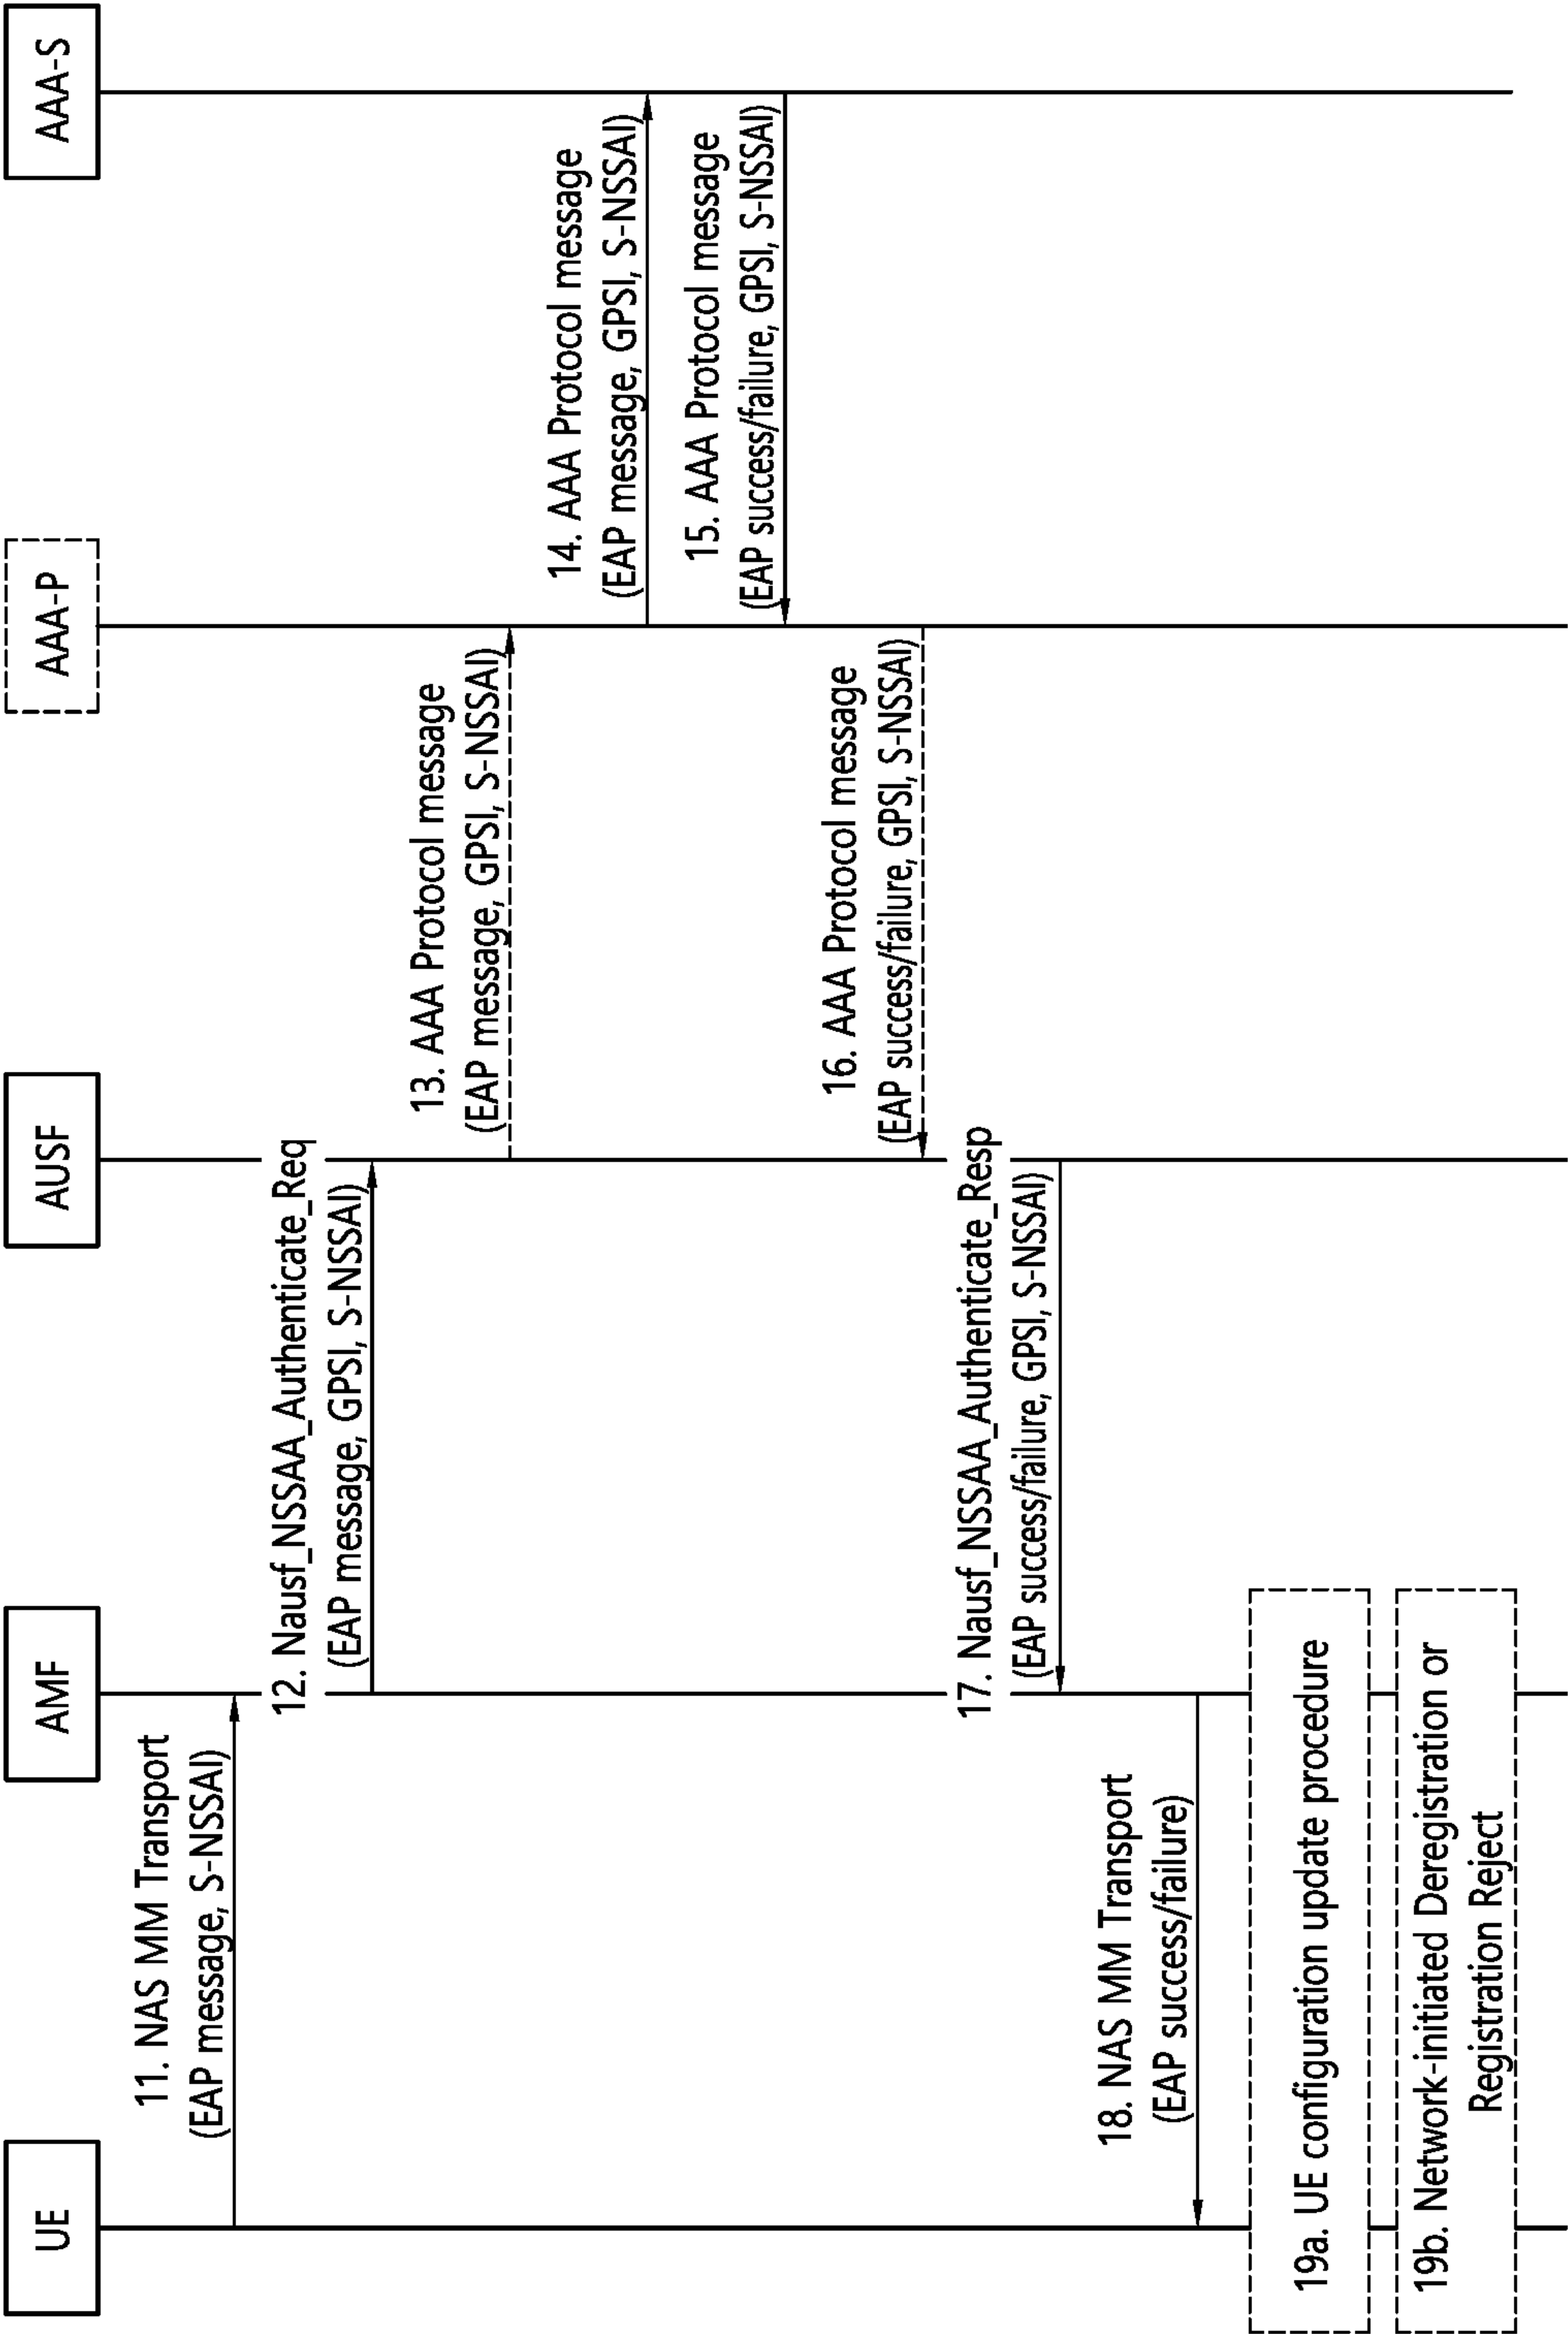 UE
AMF
AUSF
AAA-P
AAA-S
11. NAS MM Transport
(EAP message, S-NSSAI)
12. Nausf_NSSAA_Authenticate_Req
(EAP message, GPSI, S-NSSAI)
13. AAA Protocol message
(EAP message, GPSI, S-NSSAI)
14. AAA Protocol message
(EAP message, GPSI, S-NSSAI)
15. AAA Protocol message
(EAP success/failure, GPSI, S-NSSAI)
16. AAA Protocol message
(EAP success/failure, GPSI, S-NSSAI)
17. Nausf_NSSAA_Authenticate_Resp
(EAP success/failure, GPSI, S-NSSAI)
18. NAS MM Transport
(EAP success/failure)
19a. UE configuration update procedure
19b. Network-initiated Deregistration or
Registration Reject